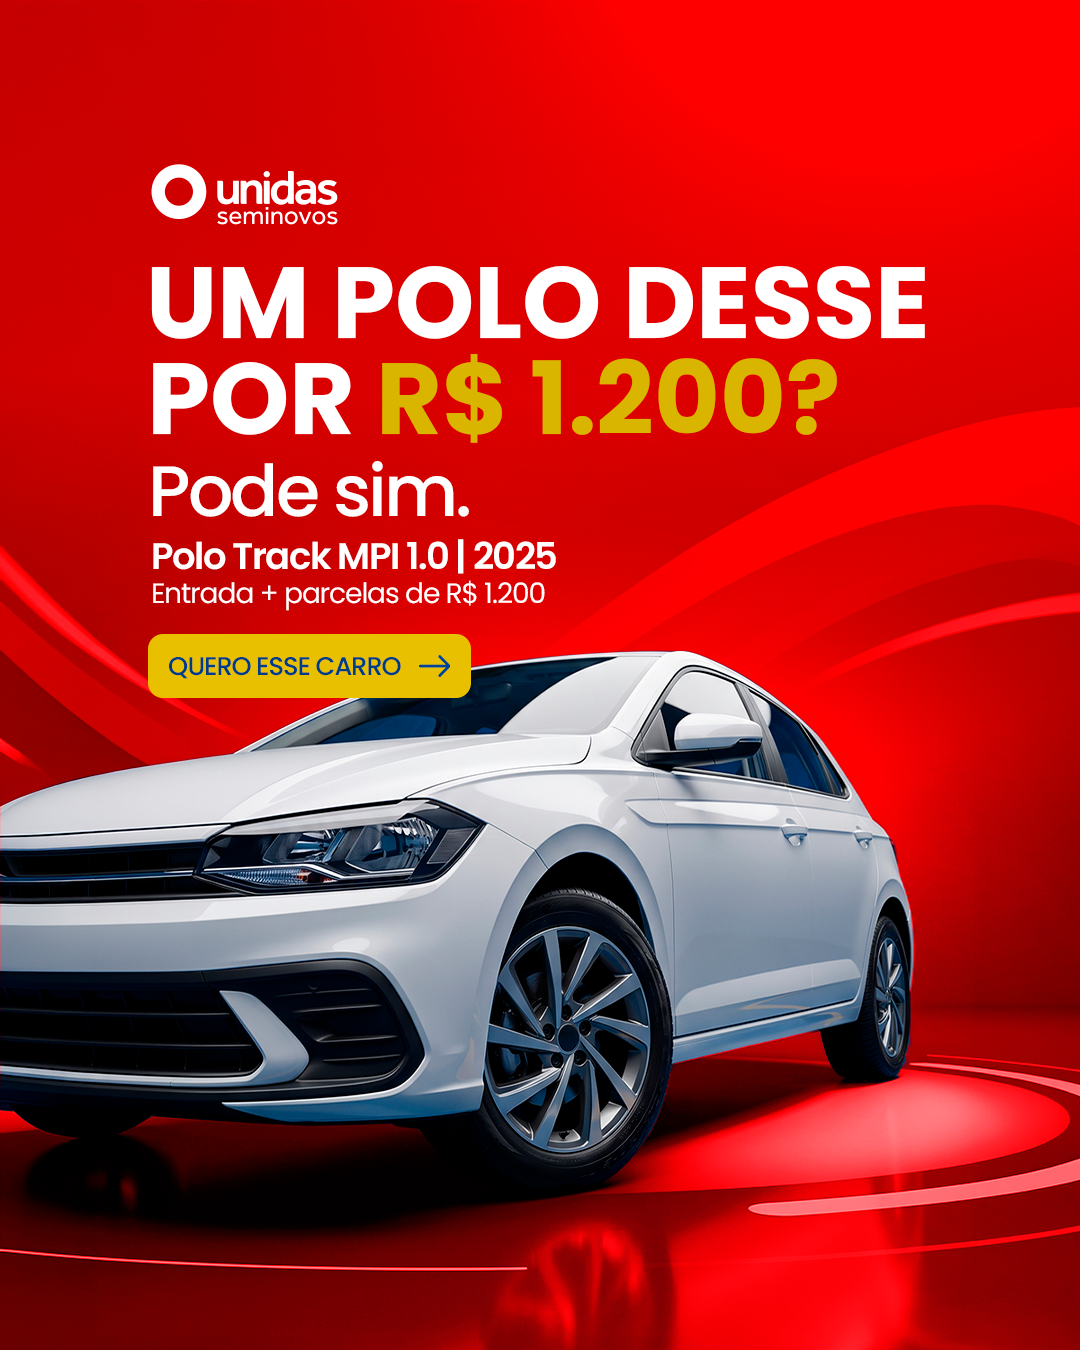 unidas
seminovos
UM POLO DESSE
POR R$ 1.200?
Pode sim.
Polo Track MPI 1.0 | 2025
Entrada + parcelas de R$ 1.200
QUERO ESSE CARRO →